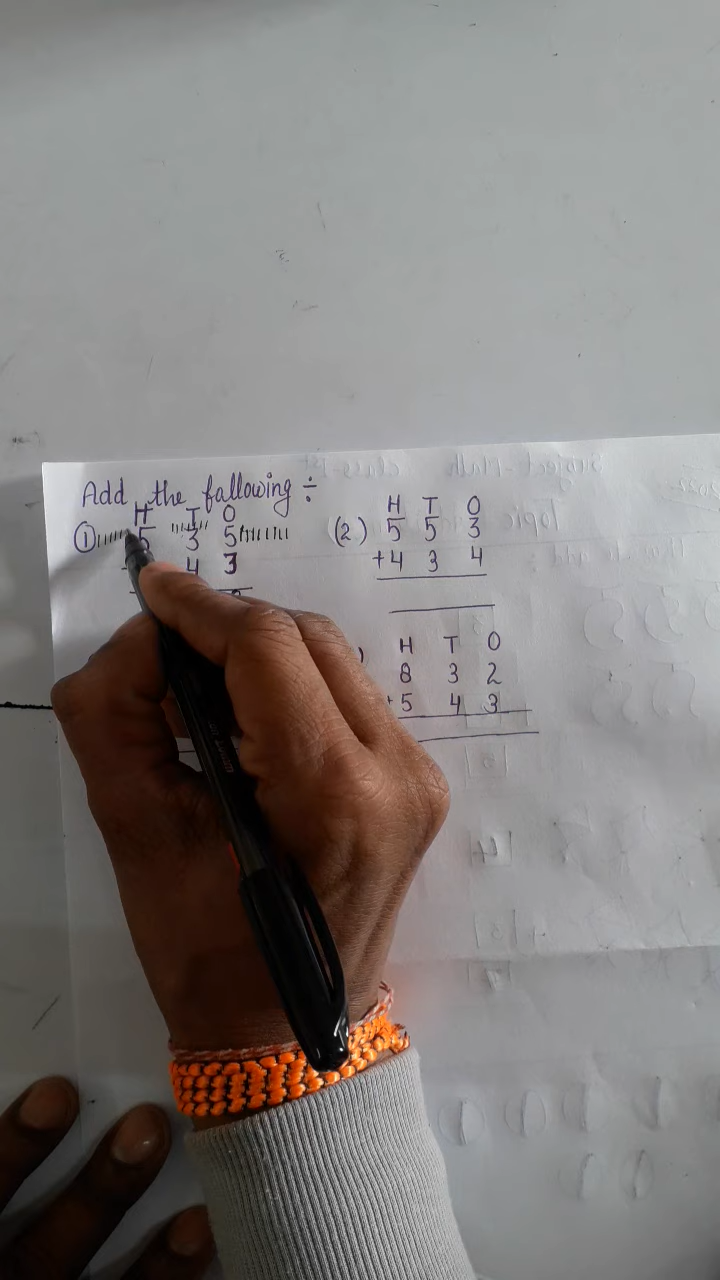 Add the fallowing ÷
H T O
① 5 3 5
4 3
(2) H T O
5 5 3
+4 3 4
H T O
8 3 2
+5 4 3